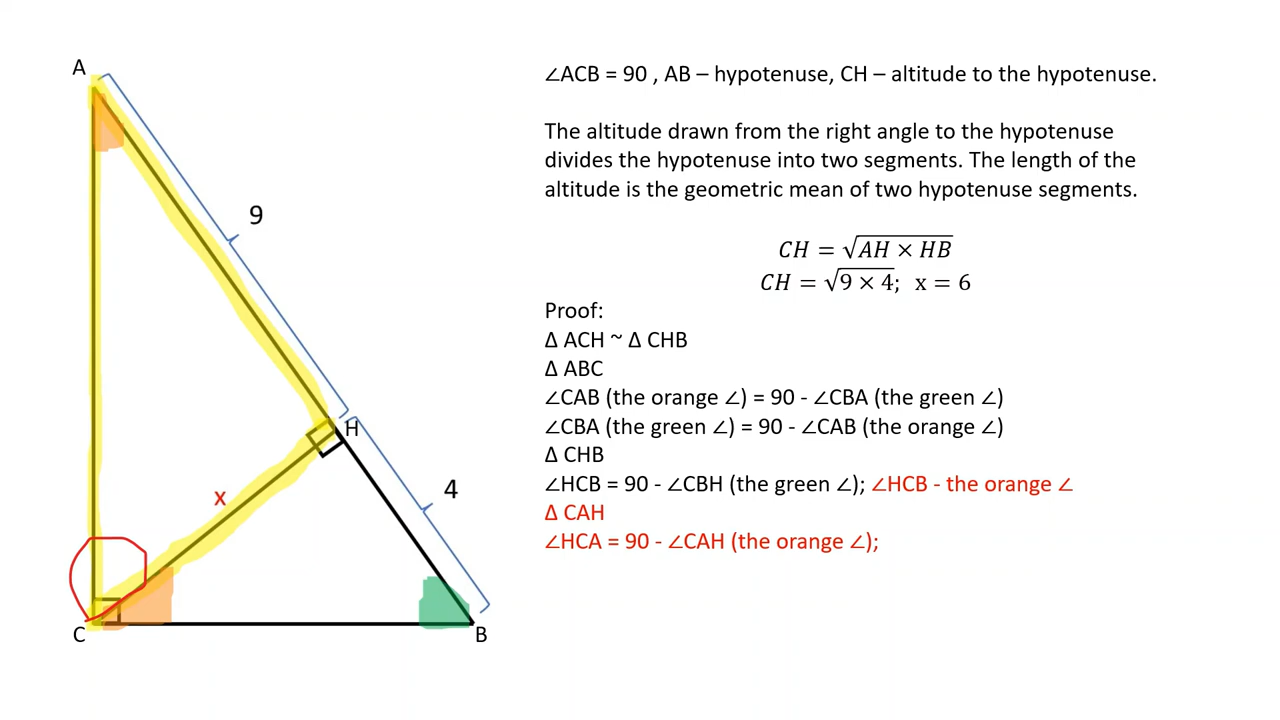 A
9
H
4
x
C
B
∠ACB = 90 , AB – hypotenuse, CH – altitude to the hypotenuse.
The altitude drawn from the right angle to the hypotenuse
divides the hypotenuse into two segments. The length of the
altitude is the geometric mean of two hypotenuse segments.
CH = √AH × HB
CH = √9 × 4; x = 6
Proof:
Δ ACH ~ Δ CHB
Δ ABC
∠CAB (the orange ∠) = 90 - ∠CBA (the green ∠)
∠CBA (the green ∠) = 90 - ∠CAB (the orange ∠)
Δ CHB
∠HCB = 90 - ∠CBH (the green ∠); ∠HCB - the orange ∠
Δ CAH
∠HCA = 90 - ∠CAH (the orange ∠);